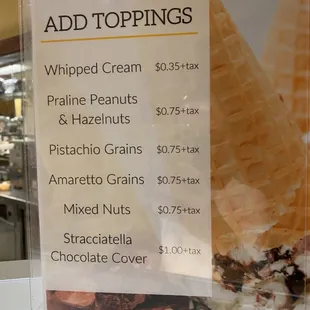 ADD TOPPINGS
Whipped Cream $0.35+tax
Praline Peanuts
& Hazelnuts $0.75+tax
Pistachio Grains $0.75+tax
Amaretto Grains $0.75+tax
Mixed Nuts $0.75+tax
Stracciatella
Chocolate Cover $1.00+tax